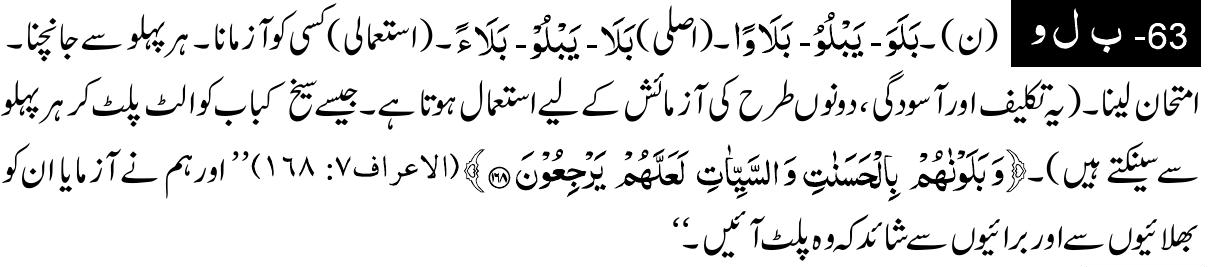 63- ب ل و (ن)۔ بَلَوَ- یَبْلُوُ- بَلَاوًا۔ (اصلی) بَلَا- یَبْلُوْ- بَلَاءً۔ (استعمالی) کسی کو آزمانا۔ ہر پہلو سے جانچنا۔
امتحان لینا۔ (یہ تکلیف اور آسودگی، دونوں طرح کی آزمائش کے لیے استعمال ہوتا ہے۔ جیسے سیخ کباب کو الٹ پلٹ کر ہر پہلو
سے سینکتے ہیں)۔ ﴿وَبَلَوْنٰهُمْ بِالْحَسَنٰتِ وَالسَّیِّاٰتِ لَعَلَّهُمْ یَرْجِعُوْنَ ۝۱۶۸﴾ (الاعراف۷: ۱۶۸) ’’اور ہم نے آزمایا ان کو
بھلائیوں سے اور برائیوں سے شائد کہ وہ پلٹ آئیں۔‘‘